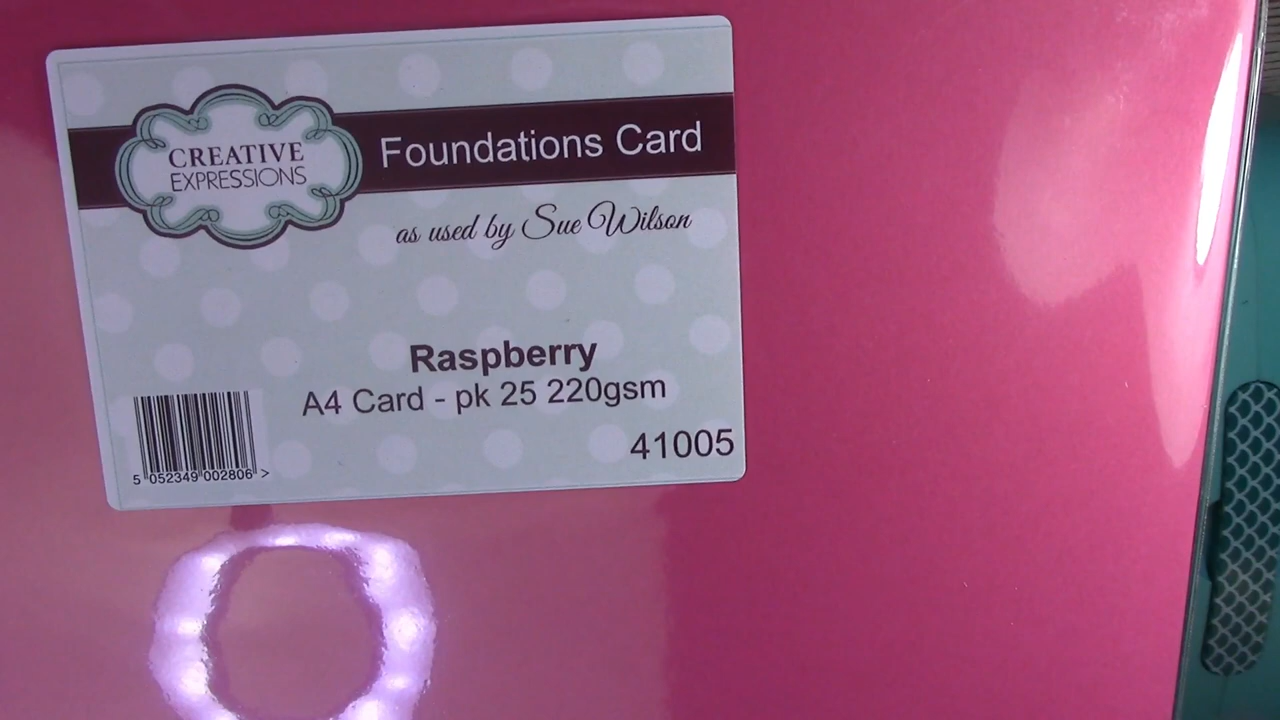 CREATIVE
EXPRESSIONS
Foundations Card
as used by Sue Wilson
Raspberry
A4 Card - pk 25 220gsm
41005
5 052349 002806 >